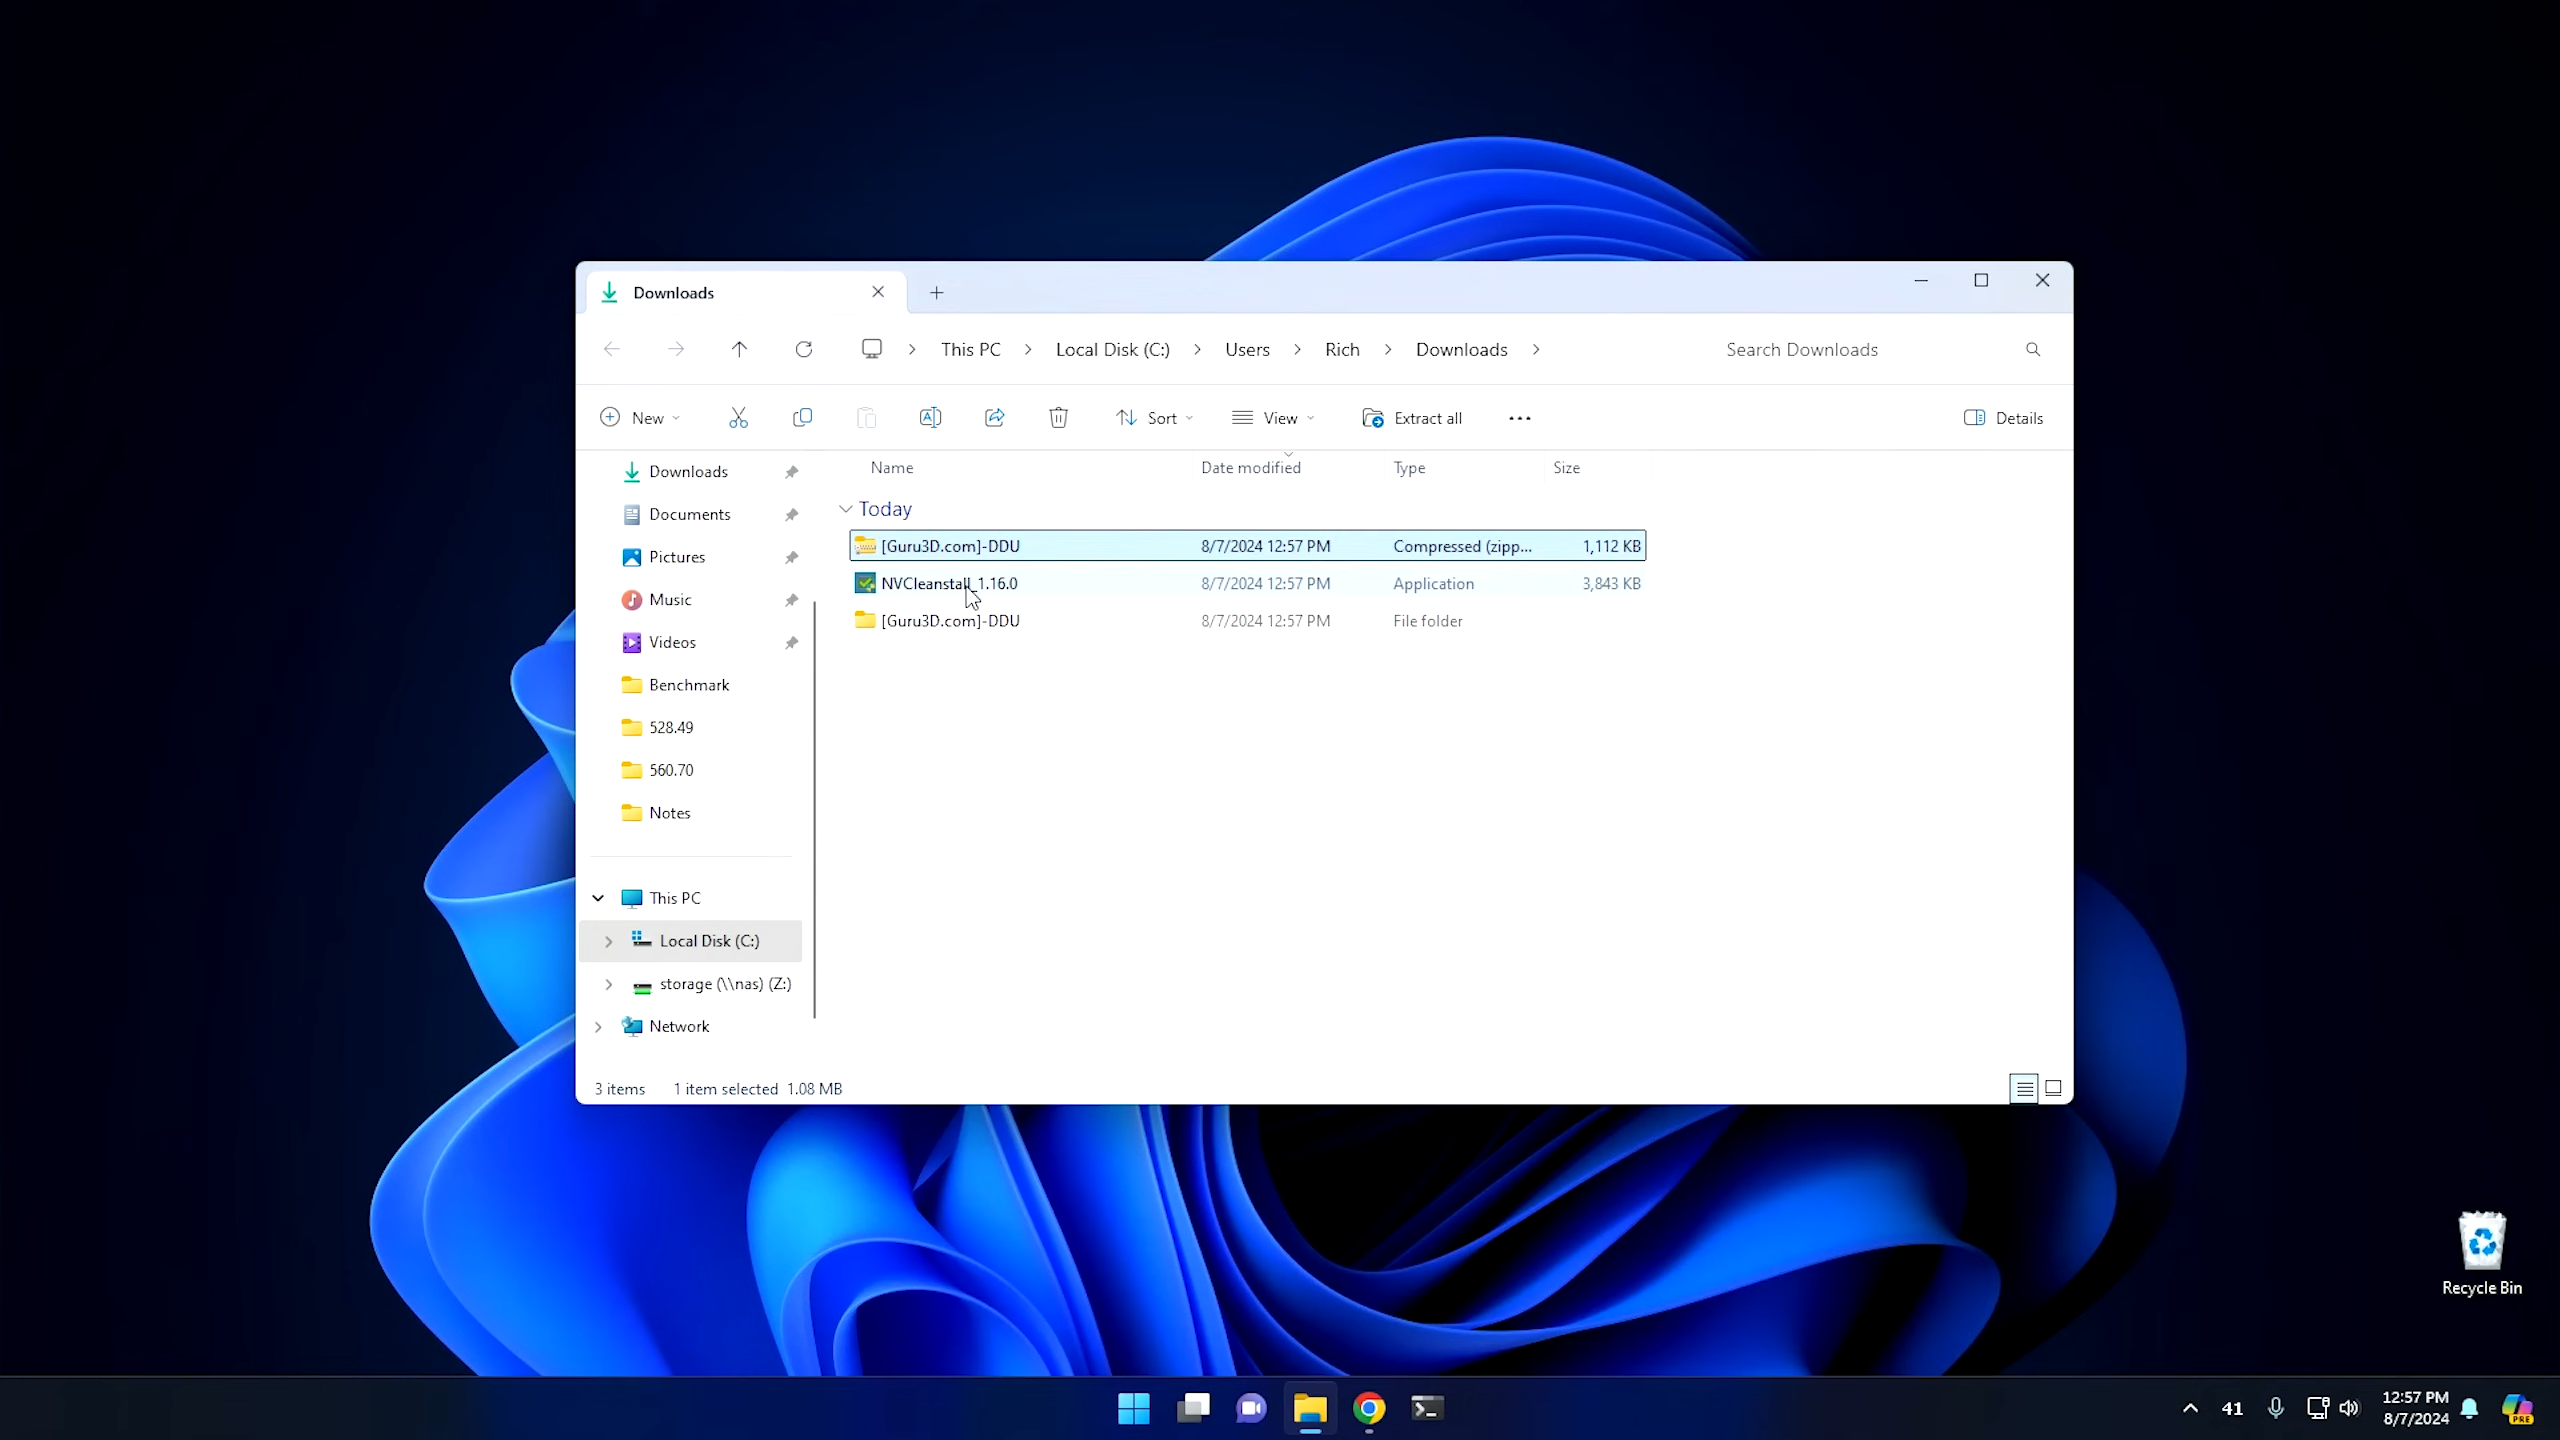 Downloads
This PC Local Disk (C:) Users Rich Downloads Search Downloads
New Sort View Extract all Details
Name Date modified Type Size
Today
[Guru3D.com]-DDU 8/7/2024 12:57 PM Compressed (zipp... 1,112 KB
NVCleanstall_1.16.0 8/7/2024 12:57 PM Application 3,843 KB
[Guru3D.com]-DDU 8/7/2024 12:57 PM File folder
Downloads
Documents
Pictures
Music
Videos
Benchmark
528.49
560.70
Notes
This PC
Local Disk (C:)
storage (\\nas) (Z:)
Network
3 items 1 item selected 1.08 MB
Recycle Bin
41
12:57 PM
8/7/2024
PRE